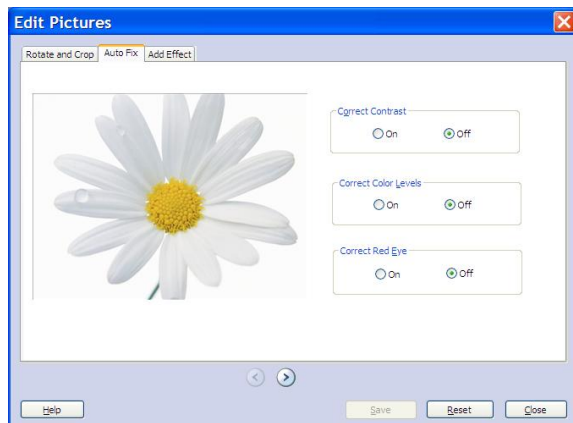 Edit Pictures
Rotate and Crop Auto Fix Add Effect
Correct Contrast
On Off
Correct Color Levels
On Off
Correct Red Eye
On Off
Help Save Reset Close